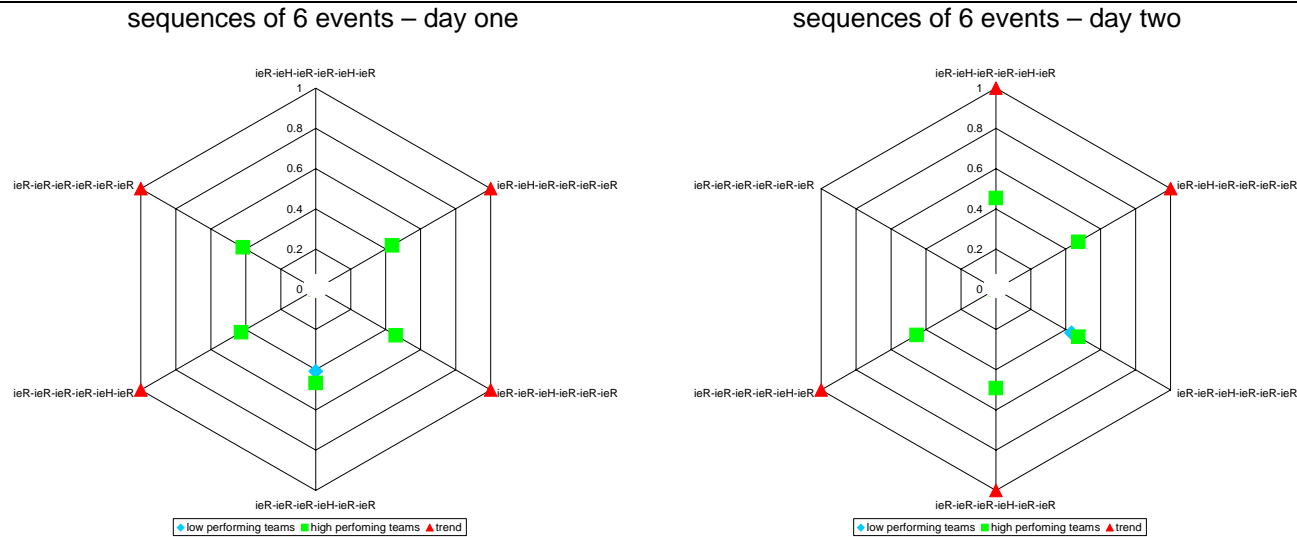 sequences of 6 events – day one
ieR-ieH-ieR-ieR-ieH-ieR
1
0.8
0.6
0.4
0.2
0
ieR-ieR-ieR-ieR-ieR-ieR
ieR-ieH-ieR-ieR-ieR-ieR
ieR-ieR-ieR-ieR-ieH-ieR
ieR-ieR-ieH-ieR-ieR-ieR
ieR-ieR-ieR-ieH-ieR-ieR
low performing teams high perfoming teams trend
sequences of 6 events – day two
ieR-ieH-ieR-ieR-ieH-ieR
1
0.8
0.6
0.4
0.2
0
ieR-ieR-ieR-ieR-ieR-ieR
ieR-ieH-ieR-ieR-ieR-ieR
ieR-ieR-ieR-ieR-ieH-ieR
ieR-ieR-ieH-ieR-ieR-ieR
ieR-ieR-ieR-ieH-ieR-ieR
low performing teams high perfoming teams trend